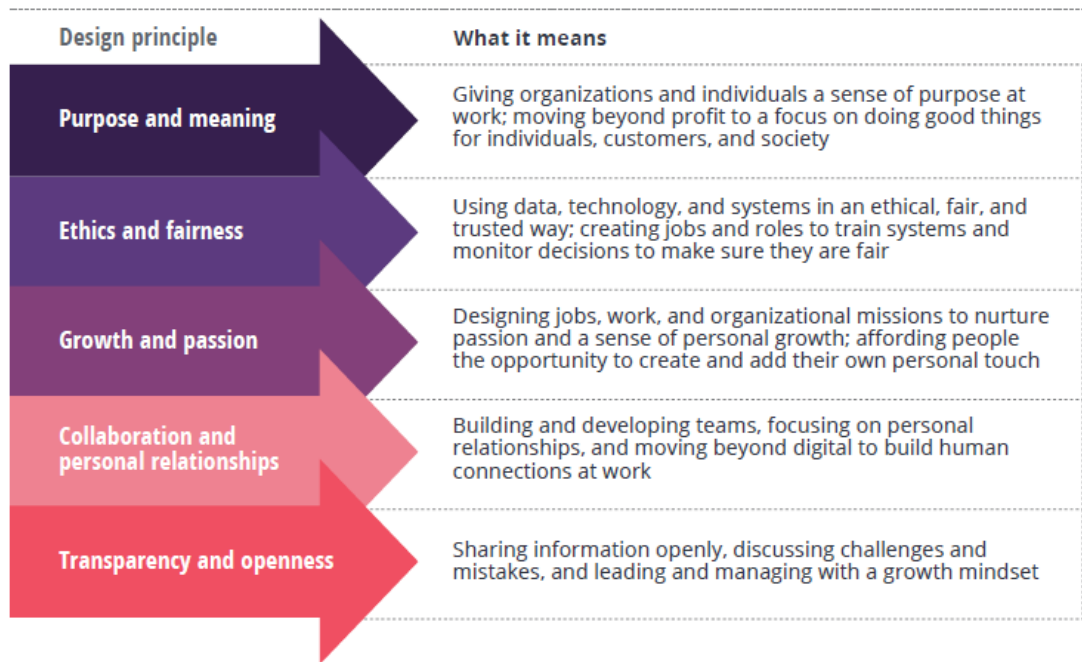 Design principle
What it means
Purpose and meaning
Giving organizations and individuals a sense of purpose at
work; moving beyond profit to a focus on doing good things
for individuals, customers, and society
Ethics and fairness
Using data, technology, and systems in an ethical, fair, and
trusted way; creating jobs and roles to train systems and
monitor decisions to make sure they are fair
Growth and passion
Designing jobs, work, and organizational missions to nurture
passion and a sense of personal growth; affording people
the opportunity to create and add their own personal touch
Collaboration and
personal relationships
Building and developing teams, focusing on personal
relationships, and moving beyond digital to build human
connections at work
Transparency and openness
Sharing information openly, discussing challenges and
mistakes, and leading and managing with a growth mindset